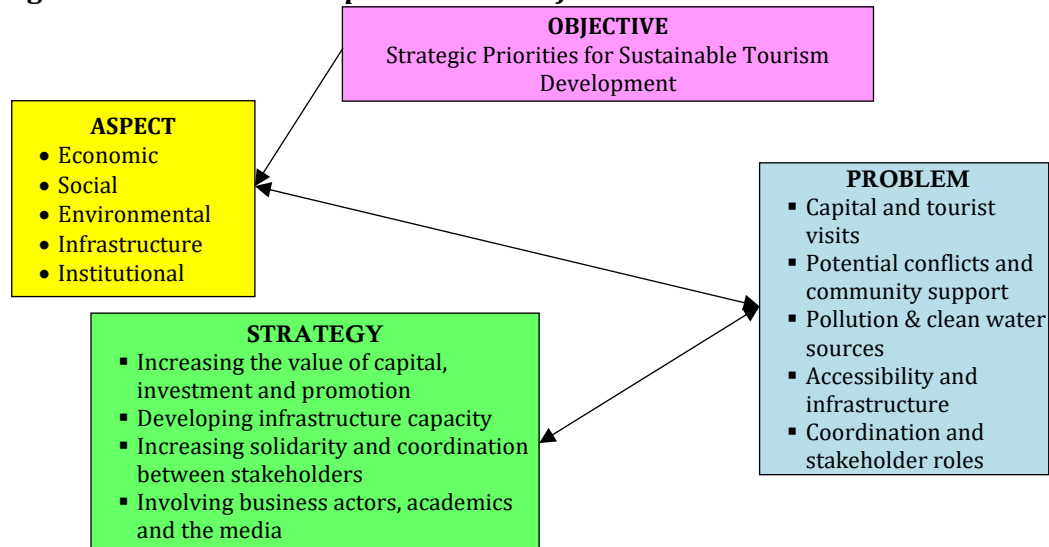 OBJECTIVE
Strategic Priorities for Sustainable Tourism
Development
ASPECT
• Economic
• Social
• Environmental
• Infrastructure
• Institutional
PROBLEM
▪ Capital and tourist
visits
▪ Potential conflicts and
community support
▪ Pollution & clean water
sources
▪ Accessibility and
infrastructure
▪ Coordination and
stakeholder roles
STRATEGY
▪ Increasing the value of capital,
investment and promotion
▪ Developing infrastructure capacity
▪ Increasing solidarity and coordination
between stakeholders
▪ Involving business actors, academics
and the media